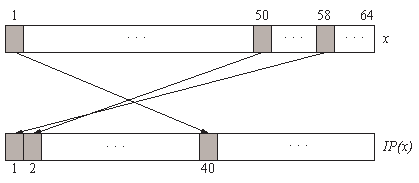 1 50 58 64
· · · · · · · · · x
· · · · · · IP(x)
1 2 40